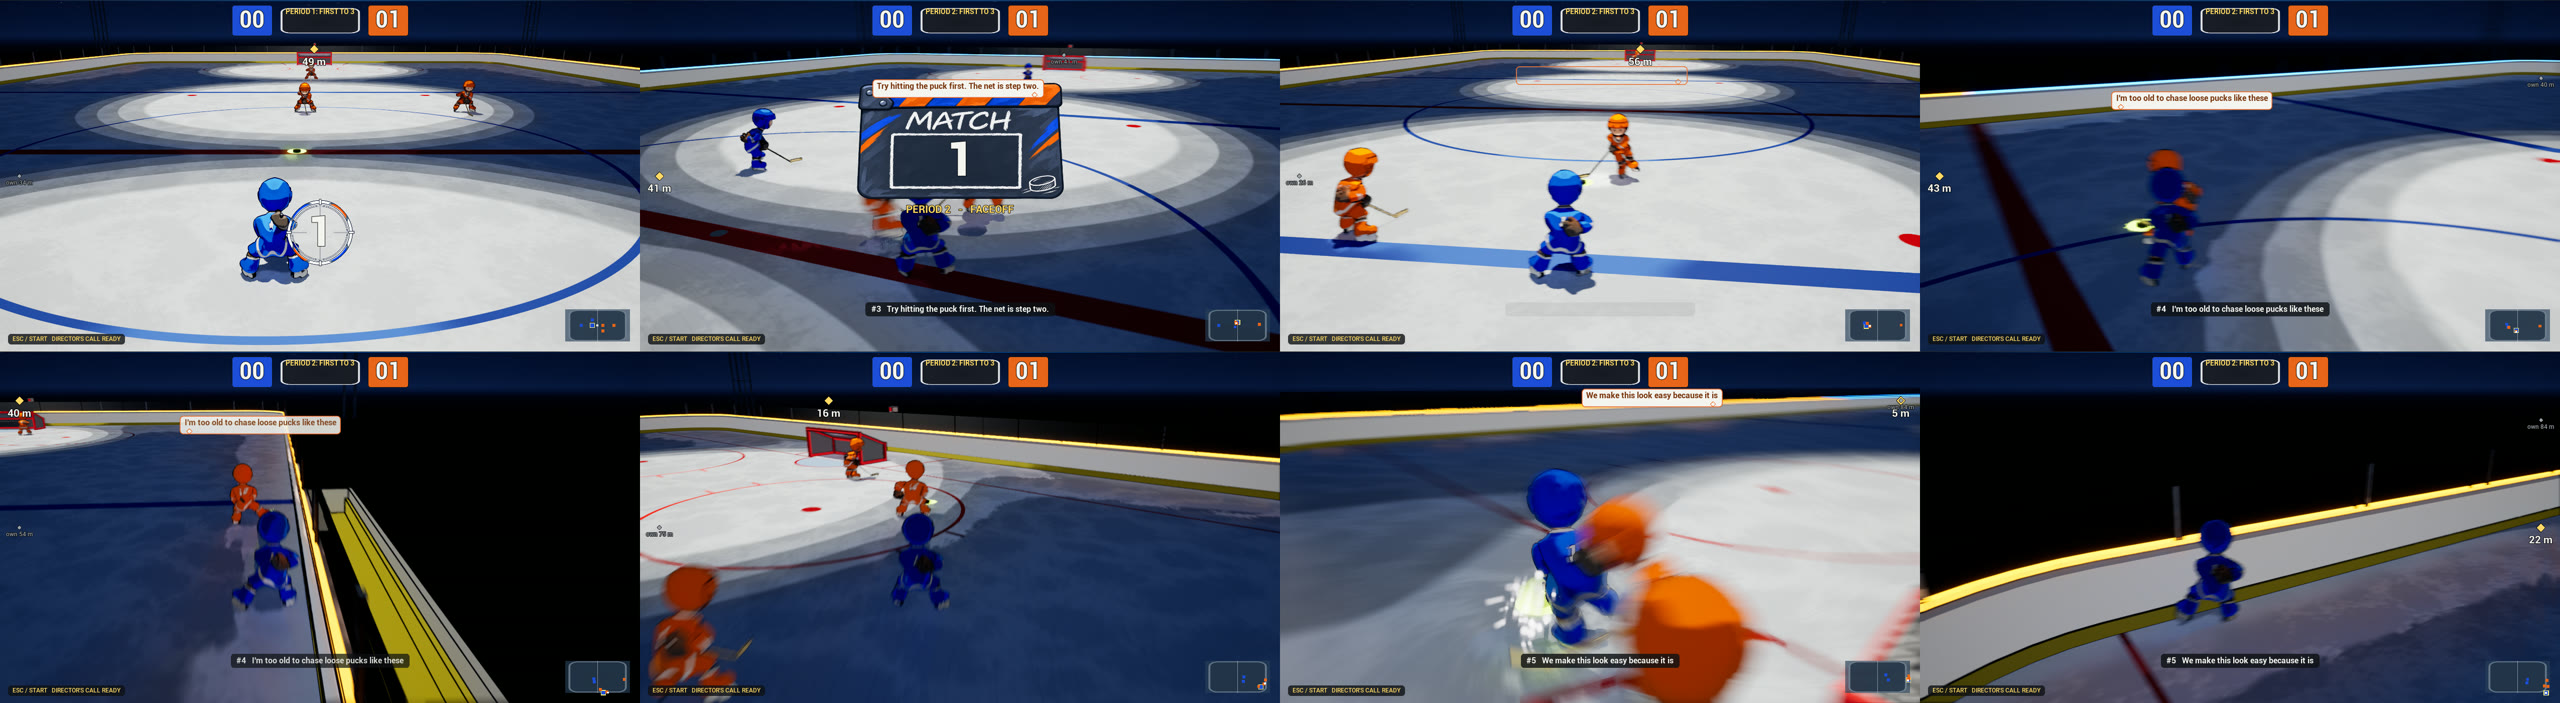 00
PERIOD 1: FIRST TO 3
01
49 m
1
ESC / START DIRECTOR'S CALL READY
00
PERIOD 2: FIRST TO 3
01
own 41 m
Try hitting the puck first. The net is step two.
MATCH
1
41 m
PERIOD 2 - FACEOFF
#3 Try hitting the puck first. The net is step two.
ESC / START DIRECTOR'S CALL READY
00
PERIOD 2: FIRST TO 3
01
56 m
own 26 m
ESC / START DIRECTOR'S CALL READY
00
PERIOD 2: FIRST TO 3
01
own 40 m
I'm too old to chase loose pucks like these
43 m
#4 I'm too old to chase loose pucks like these
ESC / START DIRECTOR'S CALL READY
00
PERIOD 2: FIRST TO 3
01
40 m
I'm too old to chase loose pucks like these
own 54 m
#4 I'm too old to chase loose pucks like these
ESC / START DIRECTOR'S CALL READY
00
PERIOD 2: FIRST TO 3
01
16 m
ESC / START DIRECTOR'S CALL READY
00
PERIOD 2: FIRST TO 3
01
We make this look easy because it is
5 m
#5 We make this look easy because it is
ESC / START DIRECTOR'S CALL READY
00
PERIOD 2: FIRST TO 3
01
own 84 m
22 m
#5 We make this look easy because it is
ESC / START DIRECTOR'S CALL READY